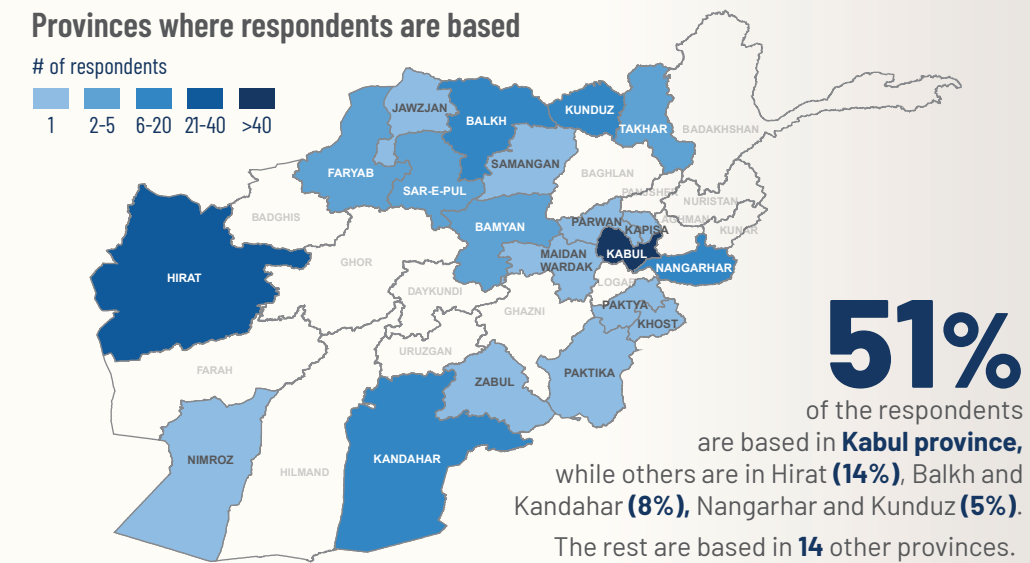 Provinces where respondents are based
# of respondents
1 2-5 6-20 21-40 >40
JAWZJAN
BALKH
KUNDUZ
TAKHAR
BADAKHSHAN
FARYAB
SAR-E-PUL
SAMANGAN
BAGHLAN
PANJSHER
NURISTAN
BADGHIS
BAMYAN
PARWAN
KAPISA
LAGHMAN
KUNAR
HIRAT
GHOR
MAIDAN
WARDAK
KABUL
NANGARHAR
DAYKUNDI
LOGAR
GHAZNI
PAKTYA
KHOST
FARAH
URUZGAN
ZABUL
PAKTIKA
NIMROZ
HILMAND
KANDAHAR
51%
of the respondents
are based in Kabul province,
while others are in Hirat (14%), Balkh and
Kandahar (8%), Nangarhar and Kunduz (5%).
The rest are based in 14 other provinces.